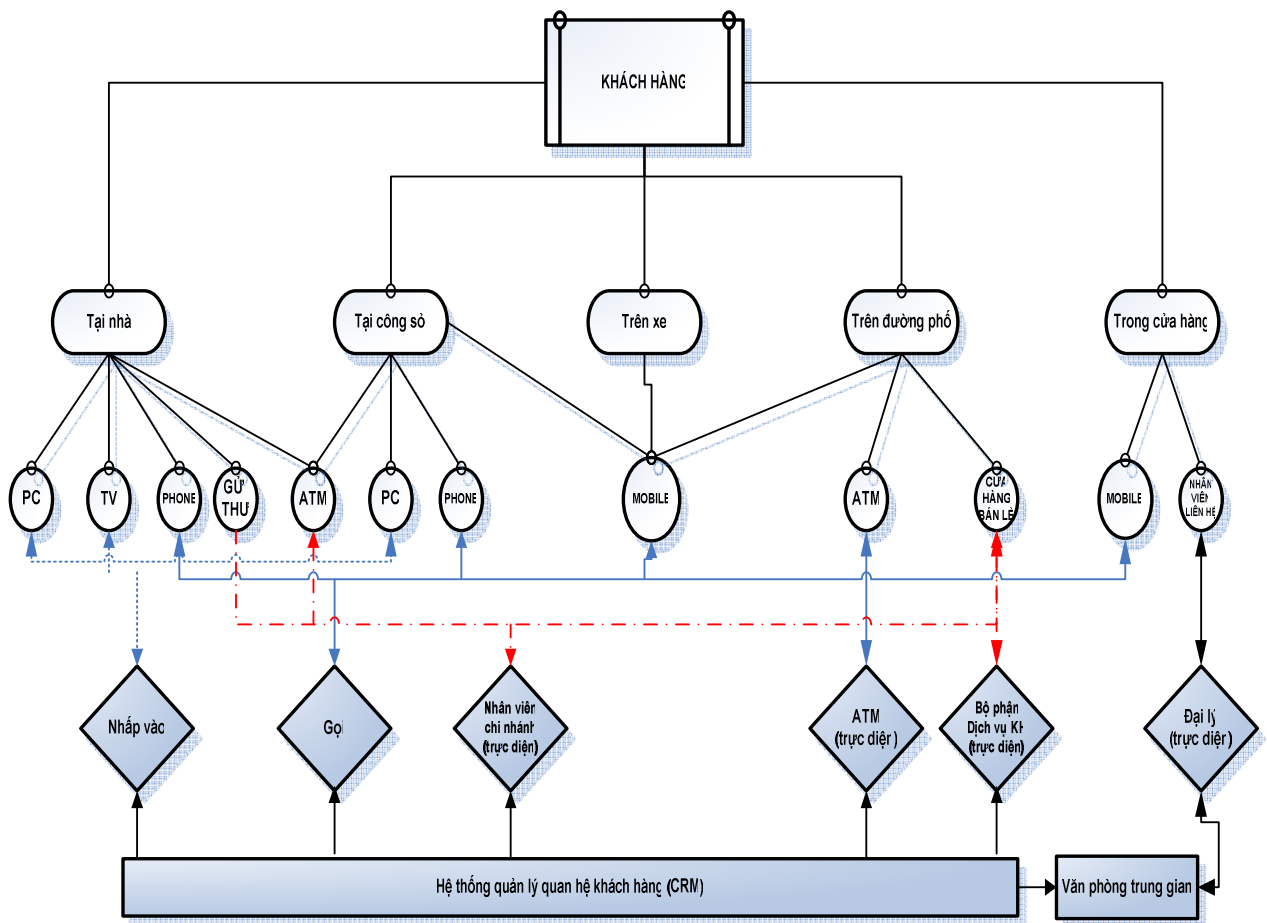 KHÁCH HÀNG
Tại nhà
Tại công sỏ
Trên xe
Trên đường phố
Trong cửa hàng
PC
TV
PHONE
GỬ
THƯ
ATM
PC
PHONE
MOBILE
ATM
CỬA
HÀNG
BÁN LẺ
MOBILE
NHÂN
VIÊN
LIÊN HỆ
Nhấp vào
Gọi
Nhân viên
chi nhánh
(trực diện)
ATM
(trực diện)
Bộ phận
Dịch vụ KH
(trực diện)
Đại lý
(trực diện)
Hệ thống quản lý quan hệ khách hàng (CRM)
Văn phòng trung gian